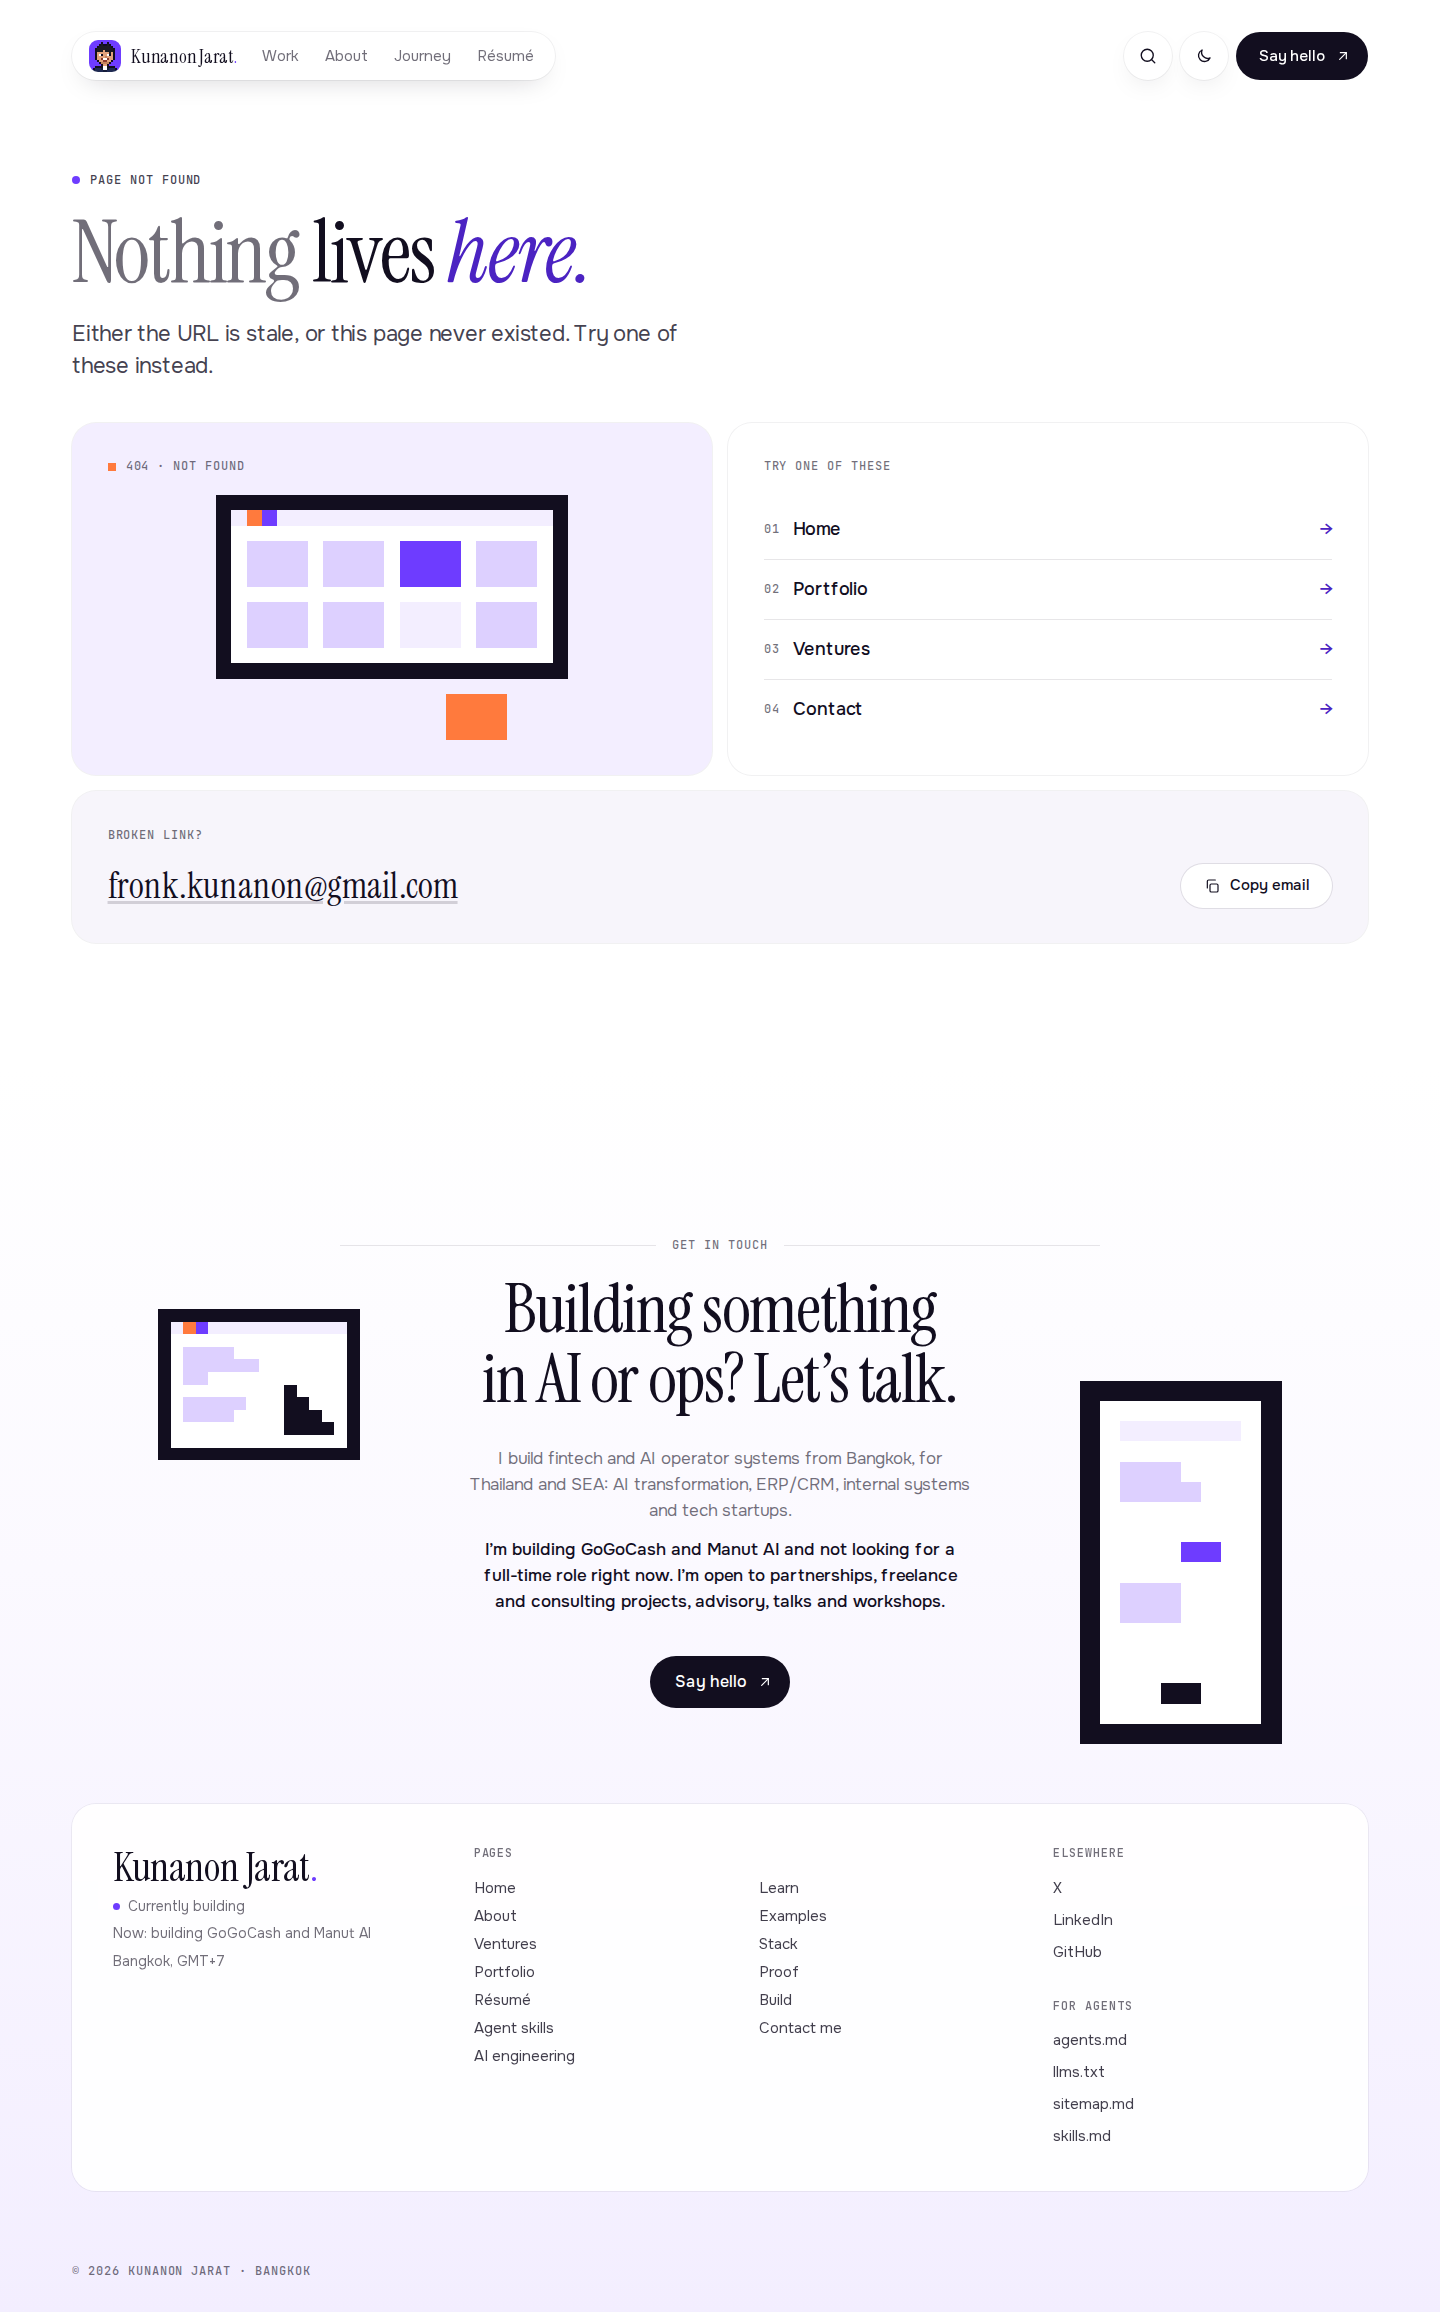 Kunanon Jarat.
Work
About
Journey
Résumé
Say hello
PAGE NOT FOUND
Nothing lives here.
Either the URL is stale, or this page never existed. Try one of
these instead.
404 · NOT FOUND
TRY ONE OF THESE
01 Home
02 Portfolio
03 Ventures
04 Contact
BROKEN LINK?
fronk.kunanon@gmail.com
Copy email
GET IN TOUCH
Building something
in AI or ops? Let’s talk.
I build fintech and AI operator systems from Bangkok, for
Thailand and SEA: AI transformation, ERP/CRM, internal systems
and tech startups.
I’m building GoGoCash and Manut AI and not looking for a
full-time role right now. I’m open to partnerships, freelance
and consulting projects, advisory, talks and workshops.
Say hello
Kunanon Jarat.
Currently building
Now: building GoGoCash and Manut AI
Bangkok, GMT+7
PAGES
Home
About
Ventures
Portfolio
Résumé
Agent skills
AI engineering
Learn
Examples
Stack
Proof
Build
Contact me
ELSEWHERE
X
LinkedIn
GitHub
FOR AGENTS
agents.md
llms.txt
sitemap.md
skills.md
© 2026 KUNANON JARAT · BANGKOK